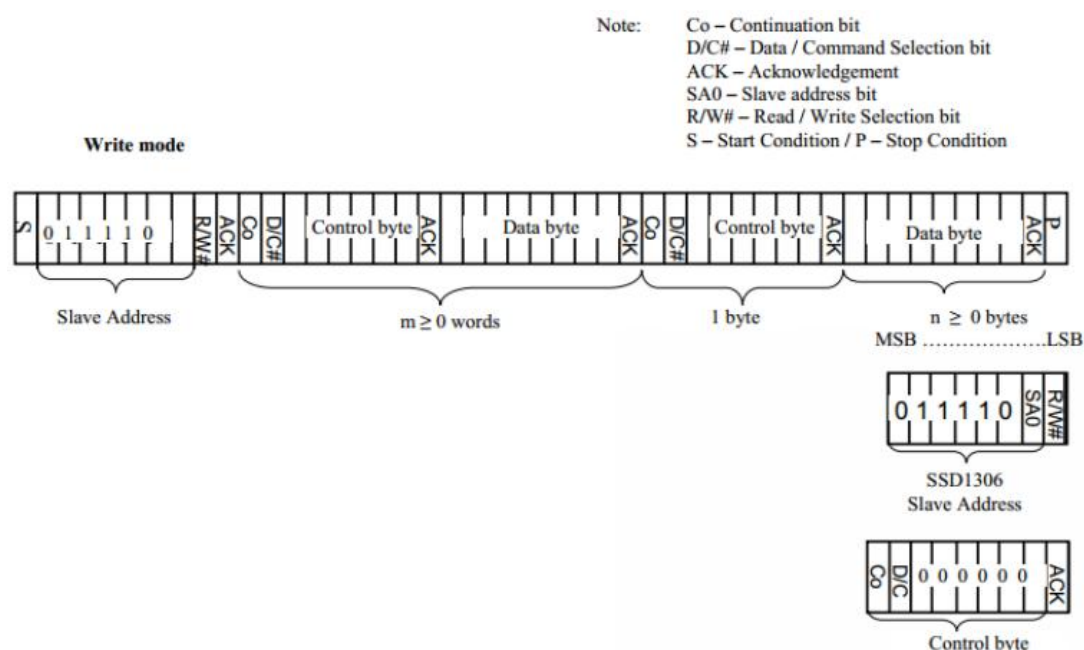 Note: Co – Continuation bit
D/C# – Data / Command Selection bit
ACK – Acknowledgement
SA0 – Slave address bit
R/W# – Read / Write Selection bit
S – Start Condition / P – Stop Condition
Write mode
S 0 1 1 1 1 0 R/W# ACK Co D/C# Control byte ACK Data byte ACK Co D/C# Control byte ACK Data byte ACK P
Slave Address m ≥ 0 words 1 byte n ≥ 0 bytes
MSB ....................LSB
0 1 1 1 1 0 SA0 R/W#
SSD1306
Slave Address
Co D/C 0 0 0 0 0 0 ACK
Control byte